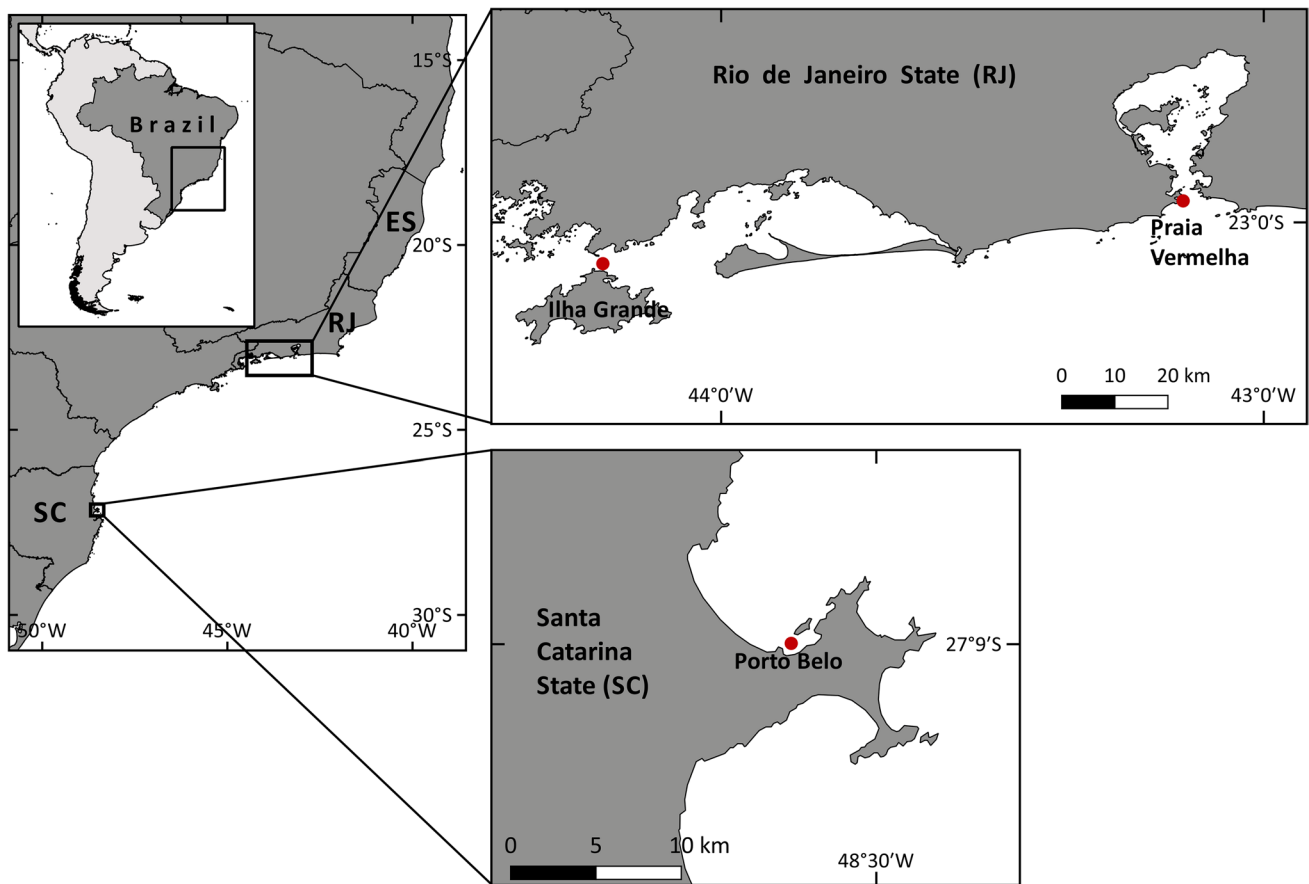 15°S
B r a z i l
ES
20°S
RJ
25°S
SC
30°S
50°W
45°W
40°W
Rio de Janeiro State (RJ)
23°0′S
Praia
Vermelha
Ilha Grande
0 10 20 km
44°0′W
43°0′W
Santa
Catarina
State (SC)
Porto Belo
27°9′S
0 5 10 km
48°30′W